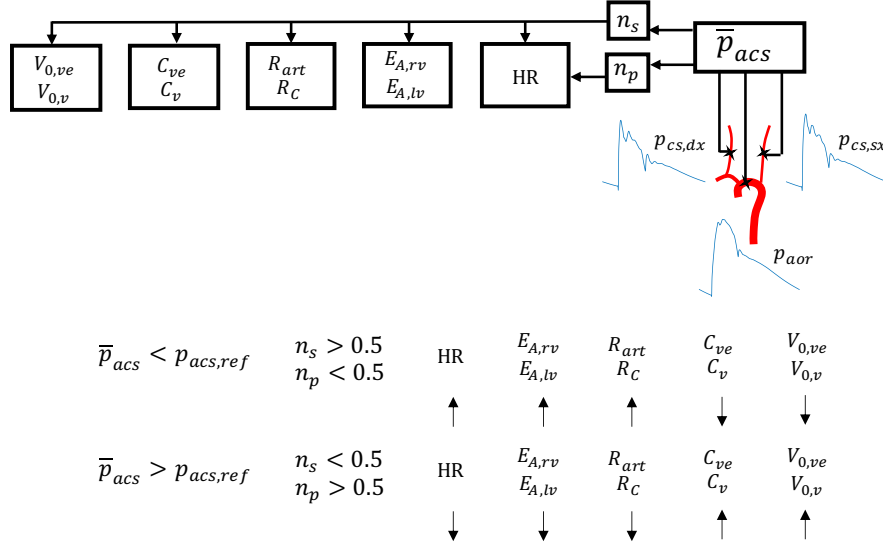 n_s
p̅_acs
V_0,ve
V_0,v
C_ve
C_v
R_art
R_C
E_A,rv
E_A,lv
HR
n_p
p_cs,dx
p_cs,sx
p_aor
p̅_acs < p_acs,ref
n_s > 0.5
n_p < 0.5
HR
E_A,rv
E_A,lv
R_art
R_C
C_ve
C_v
V_0,ve
V_0,v
p̅_acs > p_acs,ref
n_s < 0.5
n_p > 0.5
HR
E_A,rv
E_A,lv
R_art
R_C
C_ve
C_v
V_0,ve
V_0,v